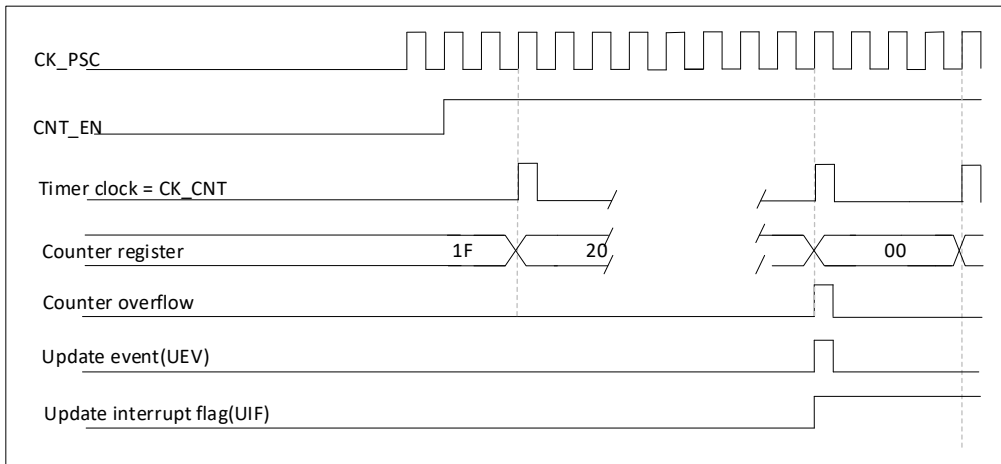 CK_PSC
CNT_EN
Timer clock = CK_CNT
Counter register 1F 20 00
Counter overflow
Update event(UEV)
Update interrupt flag(UIF)